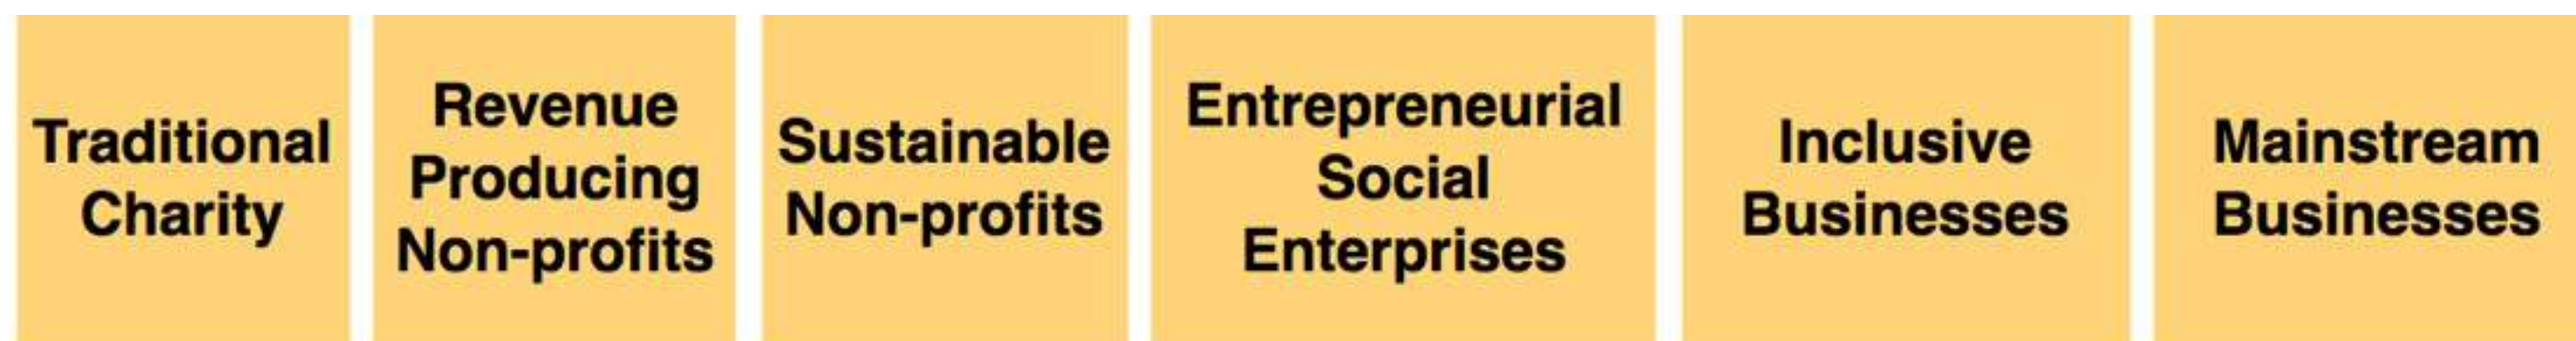 Traditional
Charity
Revenue
Producing
Non-profits
Sustainable
Non-profits
Entrepreneurial
Social
Enterprises
Inclusive
Businesses
Mainstream
Businesses